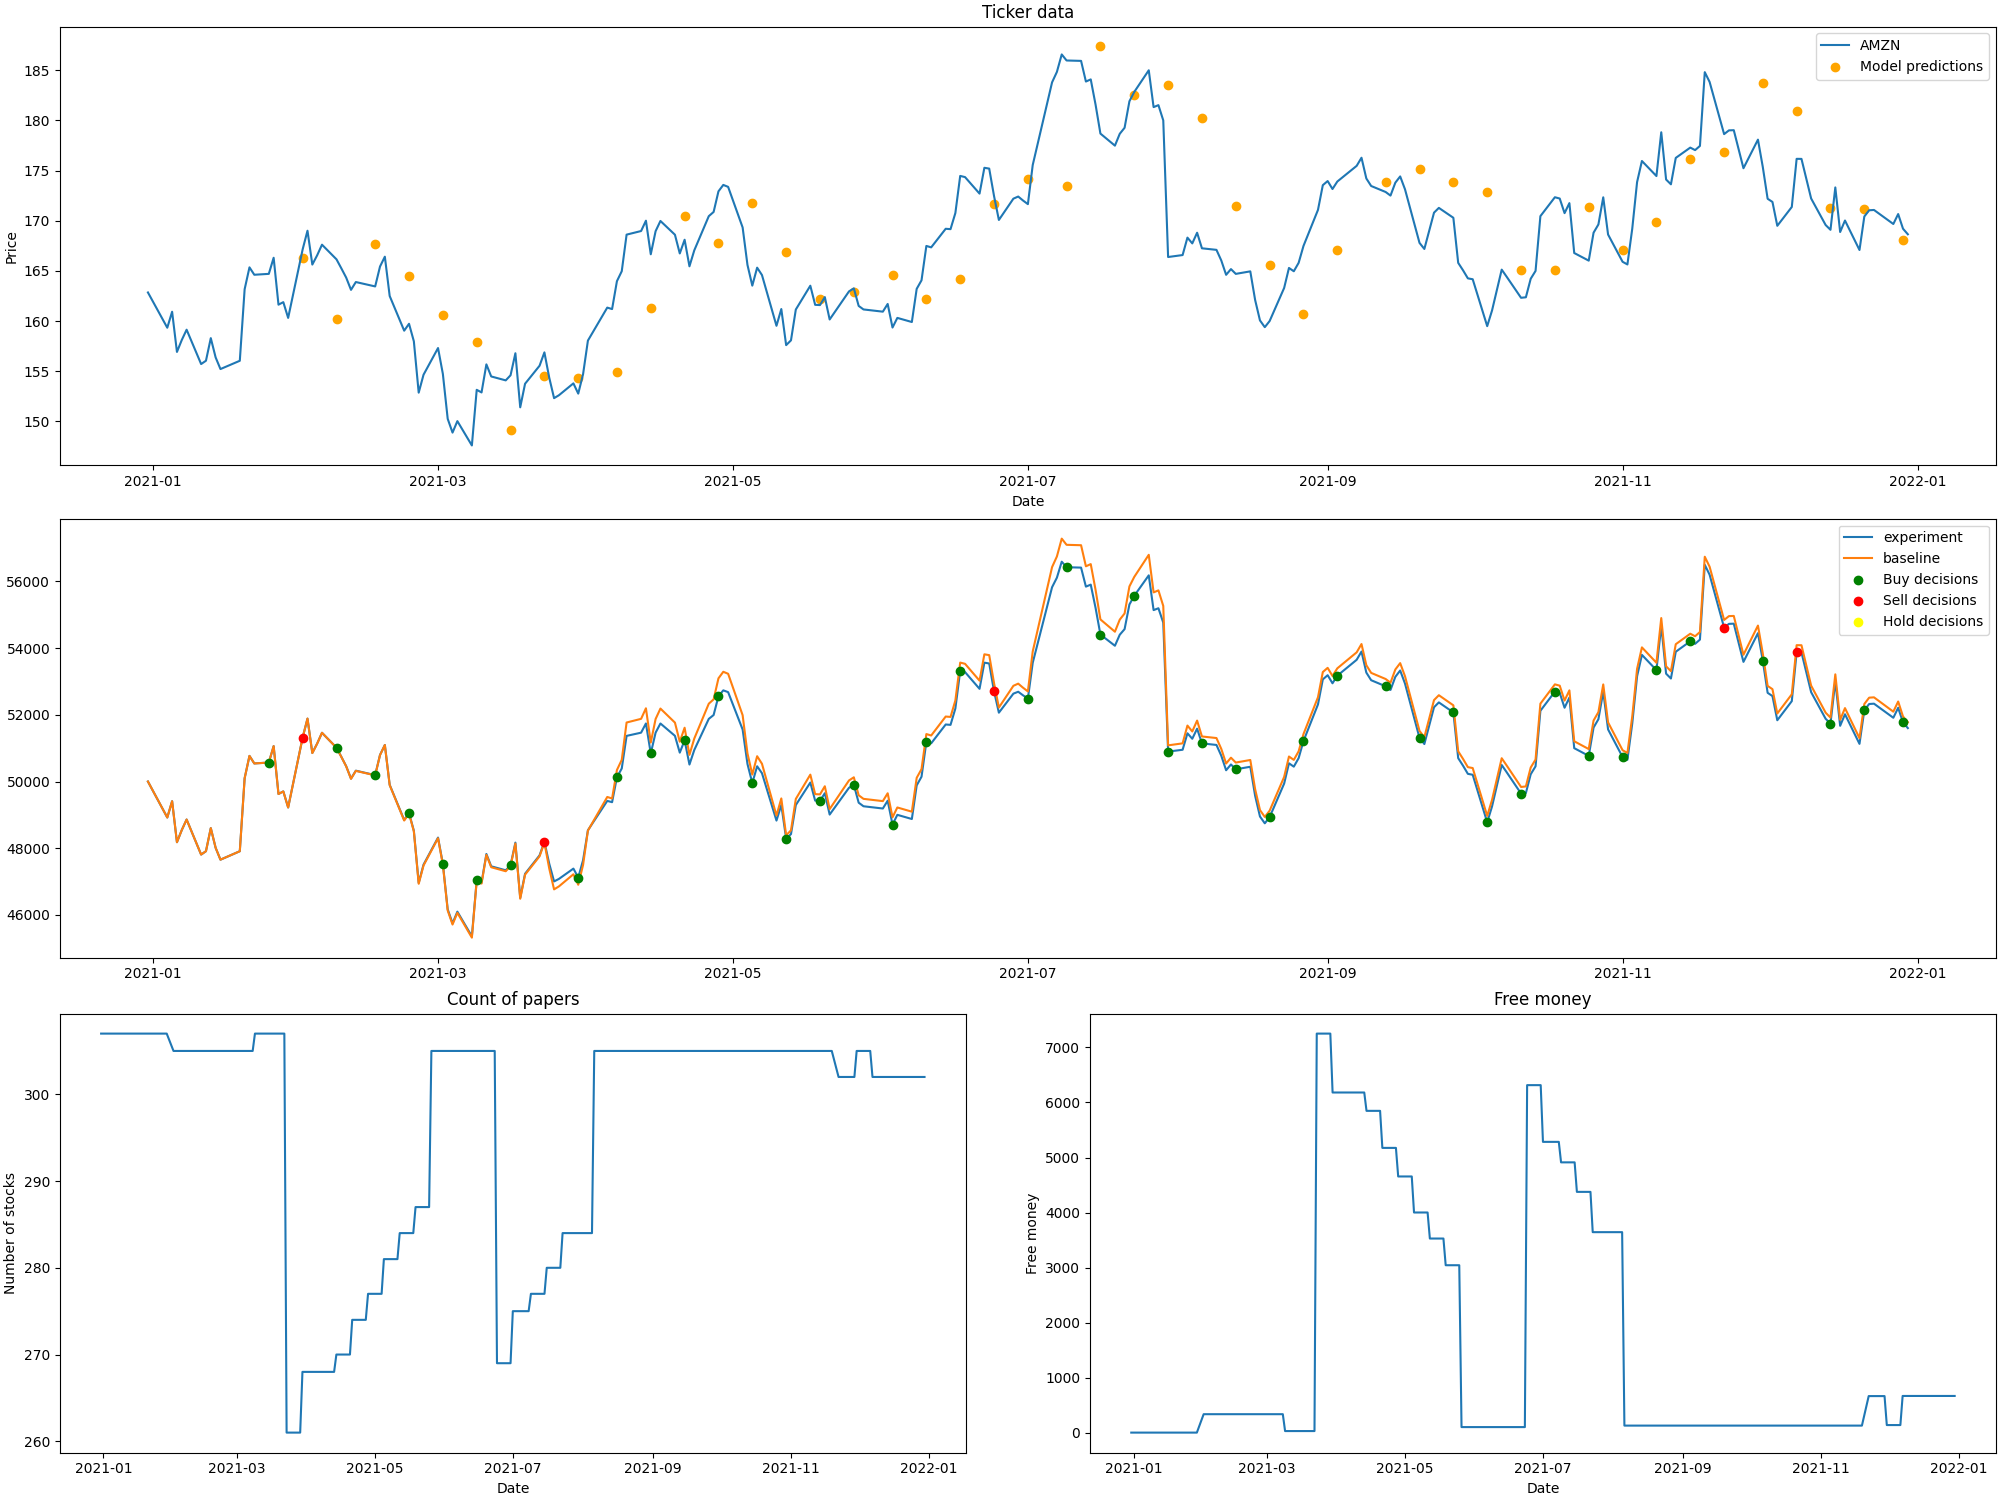 Ticker data
AMZN
Model predictions
185
180
175
170
165
160
155
150
Price
2021-01 2021-03 2021-05 2021-07 2021-09 2021-11 2022-01
Date
experiment
baseline
Buy decisions
Sell decisions
Hold decisions
56000
54000
52000
50000
48000
46000
2021-01 2021-03 2021-05 2021-07 2021-09 2021-11 2022-01
Count of papers
300
290
280
270
260
Number of stocks
2021-01 2021-03 2021-05 2021-07 2021-09 2021-11 2022-01
Date
Free money
7000
6000
5000
4000
3000
2000
1000
0
Free money
2021-01 2021-03 2021-05 2021-07 2021-09 2021-11 2022-01
Date